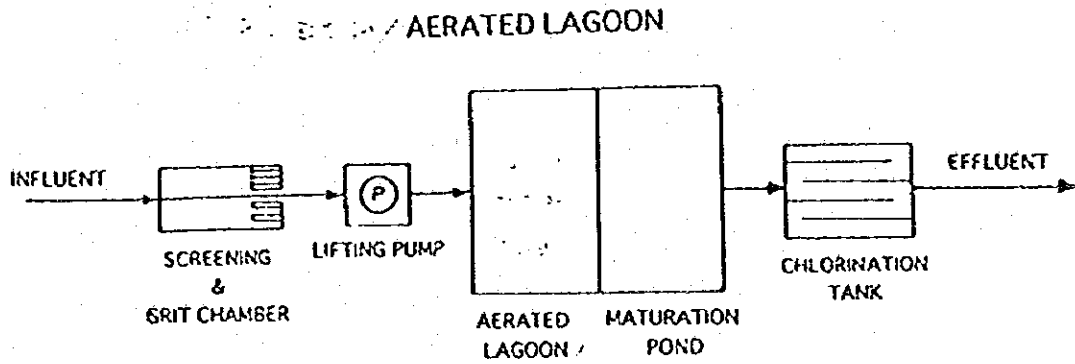 AERATED LAGOON
INFLUENT
SCREENING
&
GRIT CHAMBER
P
LIFTING PUMP
AERATED
LAGOON /
MATURATION
POND
CHLORINATION
TANK
EFFLUENT